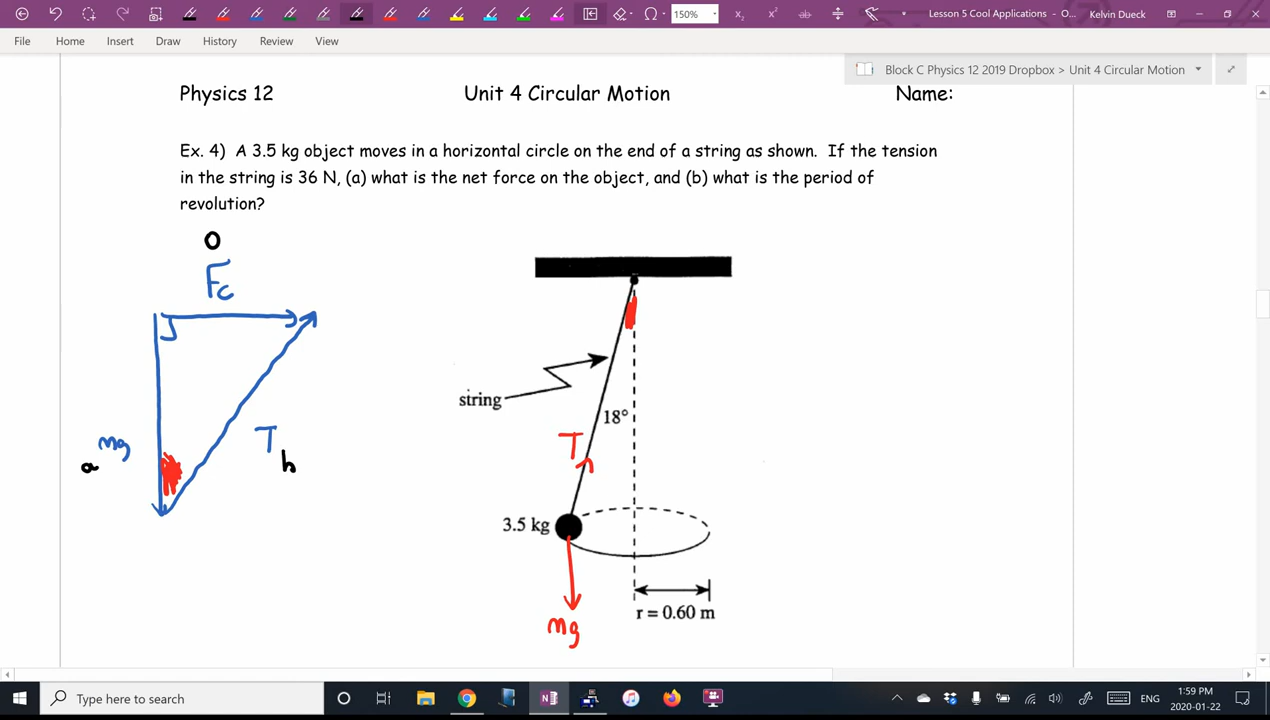 150%
Lesson 5 Cool Applications - O...
Kelvin Dueck
File Home Insert Draw History Review View
Block C Physics 12 2019 Dropbox > Unit 4 Circular Motion
Physics 12 Unit 4 Circular Motion Name:
Ex. 4) A 3.5 kg object moves in a horizontal circle on the end of a string as shown. If the tension
in the string is 36 N, (a) what is the net force on the object, and (b) what is the period of
revolution?
o
Fc
mg
a
T
h
string
18°
T
h
3.5 kg
r = 0.60 m
mg
Type here to search
ENG
1:59 PM
2020-01-22